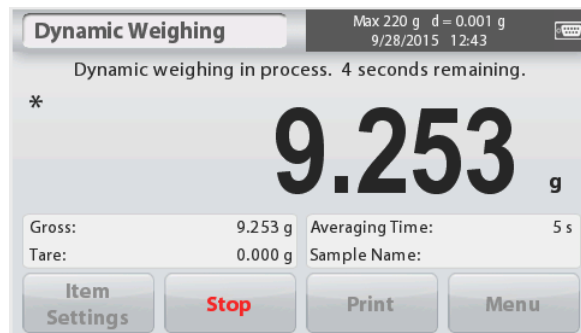 Dynamic Weighing
Max 220 g d = 0.001 g
9/28/2015 12:43
Dynamic weighing in process. 4 seconds remaining.
*
9.253 g
Gross: 9.253 g Averaging Time: 5 s
Tare: 0.000 g Sample Name:
Item Settings Stop Print Menu